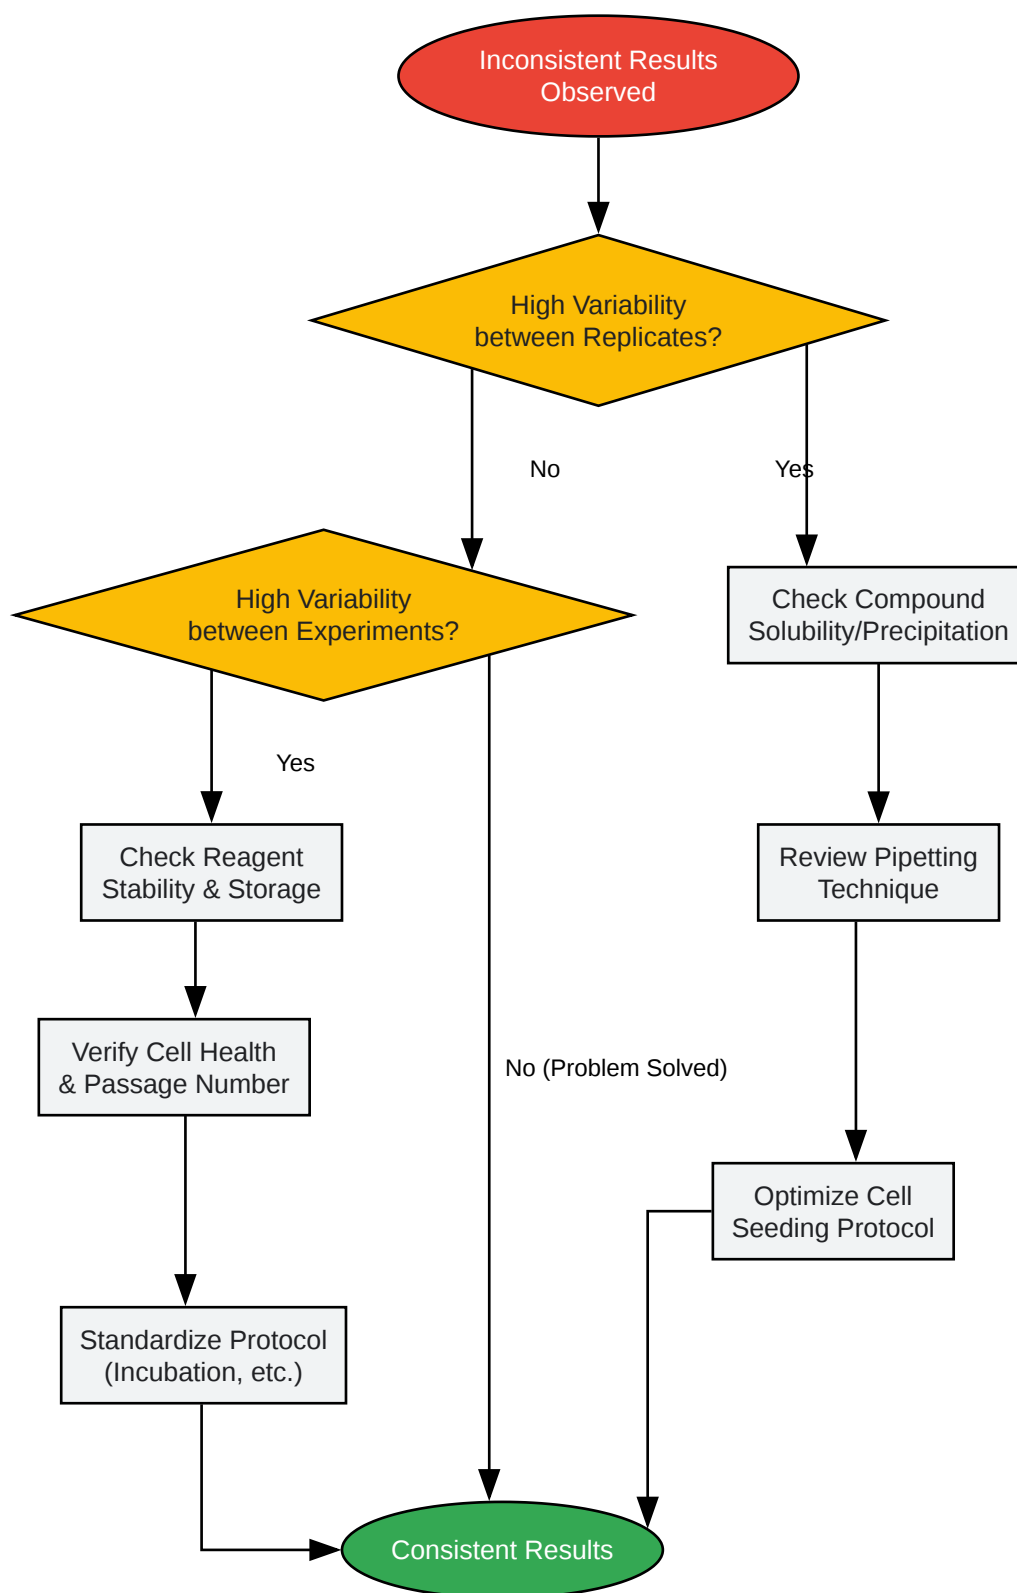 Inconsistent Results
Observed
High Variability
between Replicates?
No
Yes
High Variability
between Experiments?
Check Compound
Solubility/Precipitation
Yes
Check Reagent
Stability & Storage
Review Pipetting
Technique
Verify Cell Health
& Passage Number
No (Problem Solved)
Optimize Cell
Seeding Protocol
Standardize Protocol
(Incubation, etc.)
Consistent Results